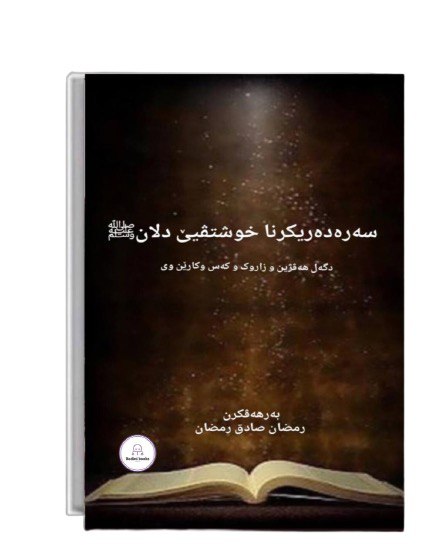 سەرەدەریکرنا خوشتڤیێ دلان ﷺ
دگەل هەڤژین و زاروک و کەس وکارێن وی
بەرهەڤکرن
رمضان صادق رمضان